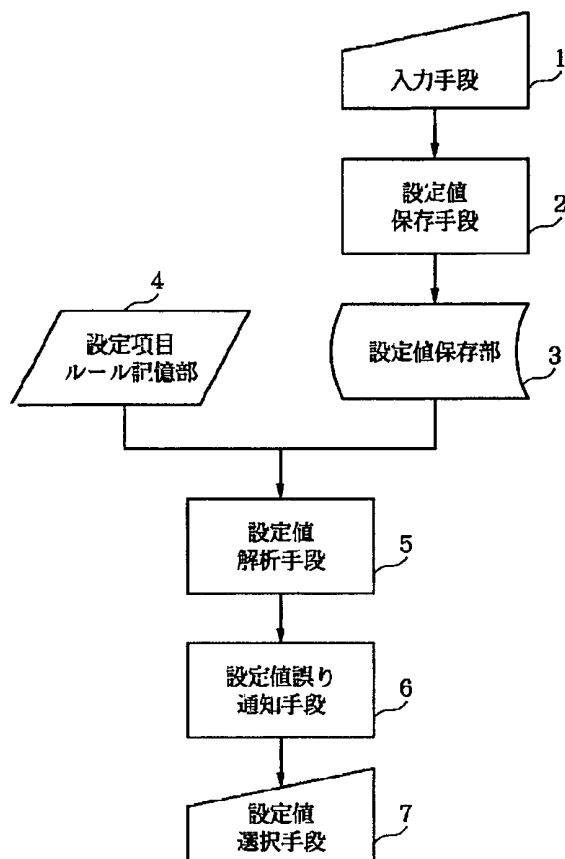 入力手段
1
設定値
保存手段
2
4
設定項目
ルール記憶部
設定値保存部
3
設定値
解析手段
5
設定値誤り
通知手段
6
設定値
選択手段
7